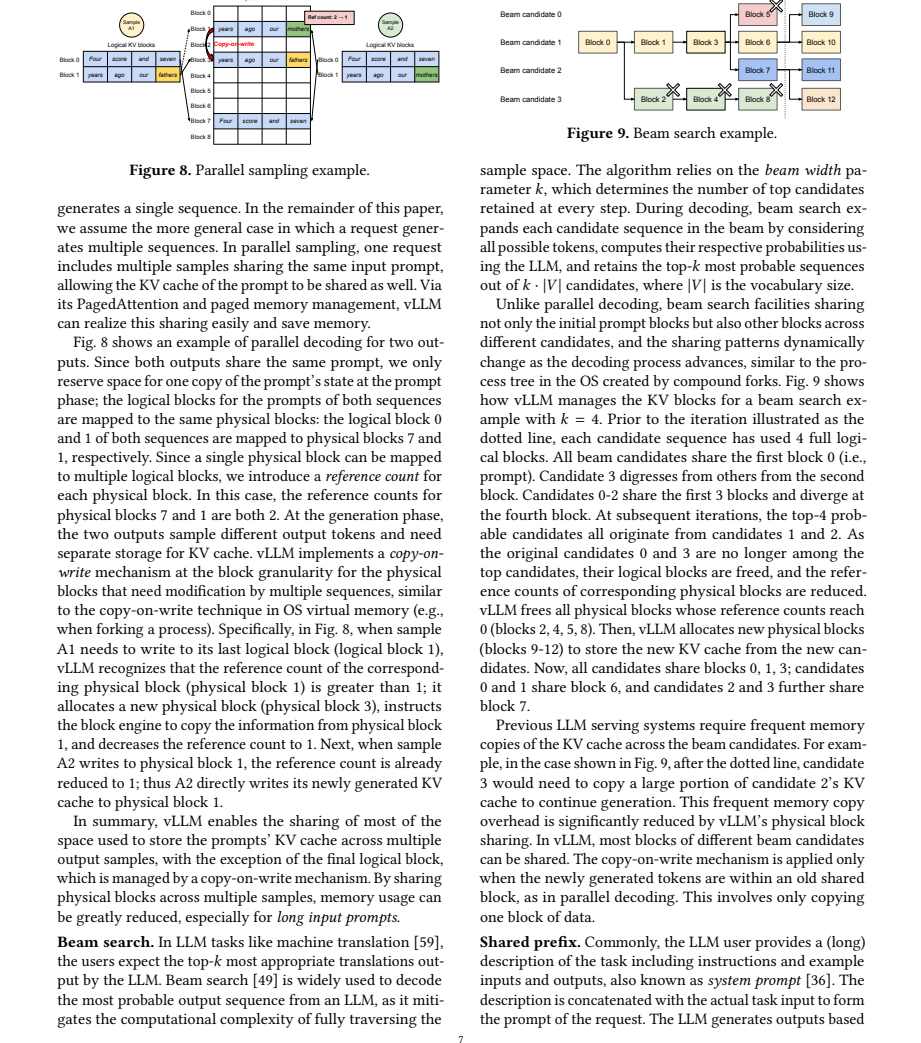 Block 0
Sample A1
Ref count: 2 → 1
Sample A2
Block 1
years ago our mothers
Logical KV blocks
Block 2
Copy-on-write
Logical KV blocks
Block 0 Four score and seven
Block 3 years ago our fathers
Block 0 Four score and seven
Block 1 years ago our fathers
Block 4
Block 1 years ago our mothers
Block 5
Block 6
Block 7 Four score and seven
Block 8
Figure 8. Parallel sampling example.
generates a single sequence. In the remainder of this paper,
we assume the more general case in which a request gener-
ates multiple sequences. In parallel sampling, one request
includes multiple samples sharing the same input prompt,
allowing the KV cache of the prompt to be shared as well. Via
its PagedAttention and paged memory management, vLLM
can realize this sharing easily and save memory.
Fig. 8 shows an example of parallel decoding for two out-
puts. Since both outputs share the same prompt, we only
reserve space for one copy of the prompt's state at the prompt
phase; the logical blocks for the prompts of both sequences
are mapped to the same physical blocks: the logical block 0
and 1 of both sequences are mapped to physical blocks 7 and
1, respectively. Since a single physical block can be mapped
to multiple logical blocks, we introduce a reference count for
each physical block. In this case, the reference counts for
physical blocks 7 and 1 are both 2. At the generation phase,
the two outputs sample different output tokens and need
separate storage for KV cache. vLLM implements a copy-on-
write mechanism at the block granularity for the physical
blocks that need modification by multiple sequences, similar
to the copy-on-write technique in OS virtual memory (e.g.,
when forking a process). Specifically, in Fig. 8, when sample
A1 needs to write to its last logical block (logical block 1),
vLLM recognizes that the reference count of the correspond-
ing physical block (physical block 1) is greater than 1; it
allocates a new physical block (physical block 3), instructs
the block engine to copy the information from physical block
1, and decreases the reference count to 1. Next, when sample
A2 writes to physical block 1, the reference count is already
reduced to 1; thus A2 directly writes its newly generated KV
cache to physical block 1.
In summary, vLLM enables the sharing of most of the
space used to store the prompts' KV cache across multiple
output samples, with the exception of the final logical block,
which is managed by a copy-on-write mechanism. By sharing
physical blocks across multiple samples, memory usage can
be greatly reduced, especially for long input prompts.
Beam search. In LLM tasks like machine translation [59],
the users expect the top-k most appropriate translations out-
put by the LLM. Beam search [49] is widely used to decode
the most probable output sequence from an LLM, as it miti-
gates the computational complexity of fully traversing the
Beam candidate 0 Block 5 Block 9
Beam candidate 1 Block 0 Block 1 Block 3 Block 6 Block 10
Beam candidate 2 Block 7 Block 11
Beam candidate 3 Block 2 Block 4 Block 8 Block 12
Figure 9. Beam search example.
sample space. The algorithm relies on the beam width pa-
rameter k, which determines the number of top candidates
retained at every step. During decoding, beam search ex-
pands each candidate sequence in the beam by considering
all possible tokens, computes their respective probabilities us-
ing the LLM, and retains the top-k most probable sequences
out of k · |V| candidates, where |V| is the vocabulary size.
Unlike parallel decoding, beam search facilities sharing
not only the initial prompt blocks but also other blocks across
different candidates, and the sharing patterns dynamically
change as the decoding process advances, similar to the pro-
cess tree in the OS created by compound forks. Fig. 9 shows
how vLLM manages the KV blocks for a beam search ex-
ample with k = 4. Prior to the iteration illustrated as the
dotted line, each candidate sequence has used 4 full logi-
cal blocks. All beam candidates share the first block 0 (i.e.,
prompt). Candidate 3 digresses from others from the second
block. Candidates 0-2 share the first 3 blocks and diverge at
the fourth block. At subsequent iterations, the top-4 prob-
able candidates all originate from candidates 1 and 2. As
the original candidates 0 and 3 are no longer among the
top candidates, their logical blocks are freed, and the refer-
ence counts of corresponding physical blocks are reduced.
vLLM frees all physical blocks whose reference counts reach
0 (blocks 2, 4, 5, 8). Then, vLLM allocates new physical blocks
(blocks 9-12) to store the new KV cache from the new can-
didates. Now, all candidates share blocks 0, 1, 3; candidates
0 and 1 share block 6, and candidates 2 and 3 further share
block 7.
Previous LLM serving systems require frequent memory
copies of the KV cache across the beam candidates. For exam-
ple, in the case shown in Fig. 9, after the dotted line, candidate
3 would need to copy a large portion of candidate 2's KV
cache to continue generation. This frequent memory copy
overhead is significantly reduced by vLLM's physical block
sharing. In vLLM, most blocks of different beam candidates
can be shared. The copy-on-write mechanism is applied only
when the newly generated tokens are within an old shared
block, as in parallel decoding. This involves only copying
one block of data.
Shared prefix. Commonly, the LLM user provides a (long)
description of the task including instructions and example
inputs and outputs, also known as system prompt [36]. The
description is concatenated with the actual task input to form
the prompt of the request. The LLM generates outputs based
7